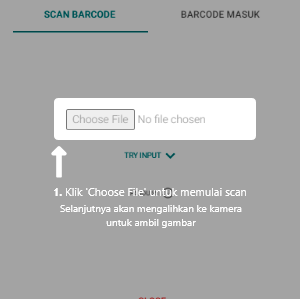 SCAN BARCODE BARCODE MASUK
Choose File No file chosen
TRY INPUT
1. Klik 'Choose File' untuk memulai scan
Selanjutnya akan mengalihkan ke kamera
untuk ambil gambar